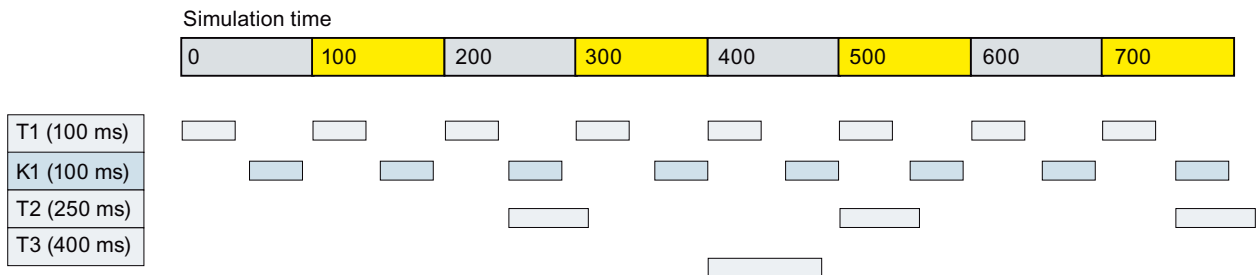 Simulation time
0 100 200 300 400 500 600 700
T1 (100 ms)
K1 (100 ms)
T2 (250 ms)
T3 (400 ms)